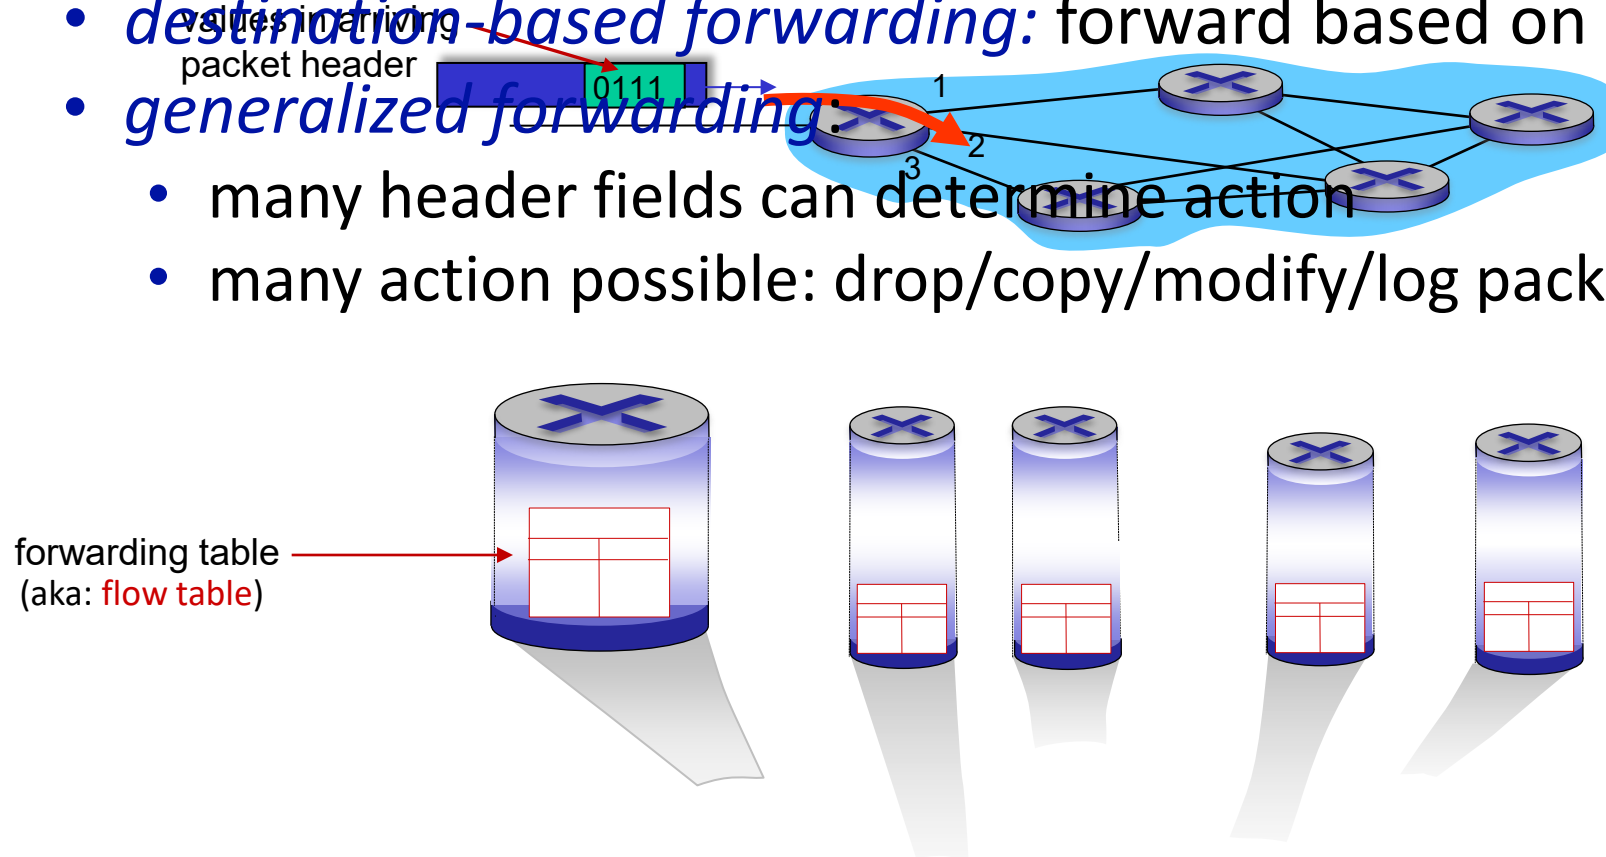 • destination-based forwarding: forward based on
values in arriving
packet header
0111
• generalized forwarding:
1
2
3
• many header fields can determine action
• many action possible: drop/copy/modify/log pack
forwarding table
(aka: flow table)